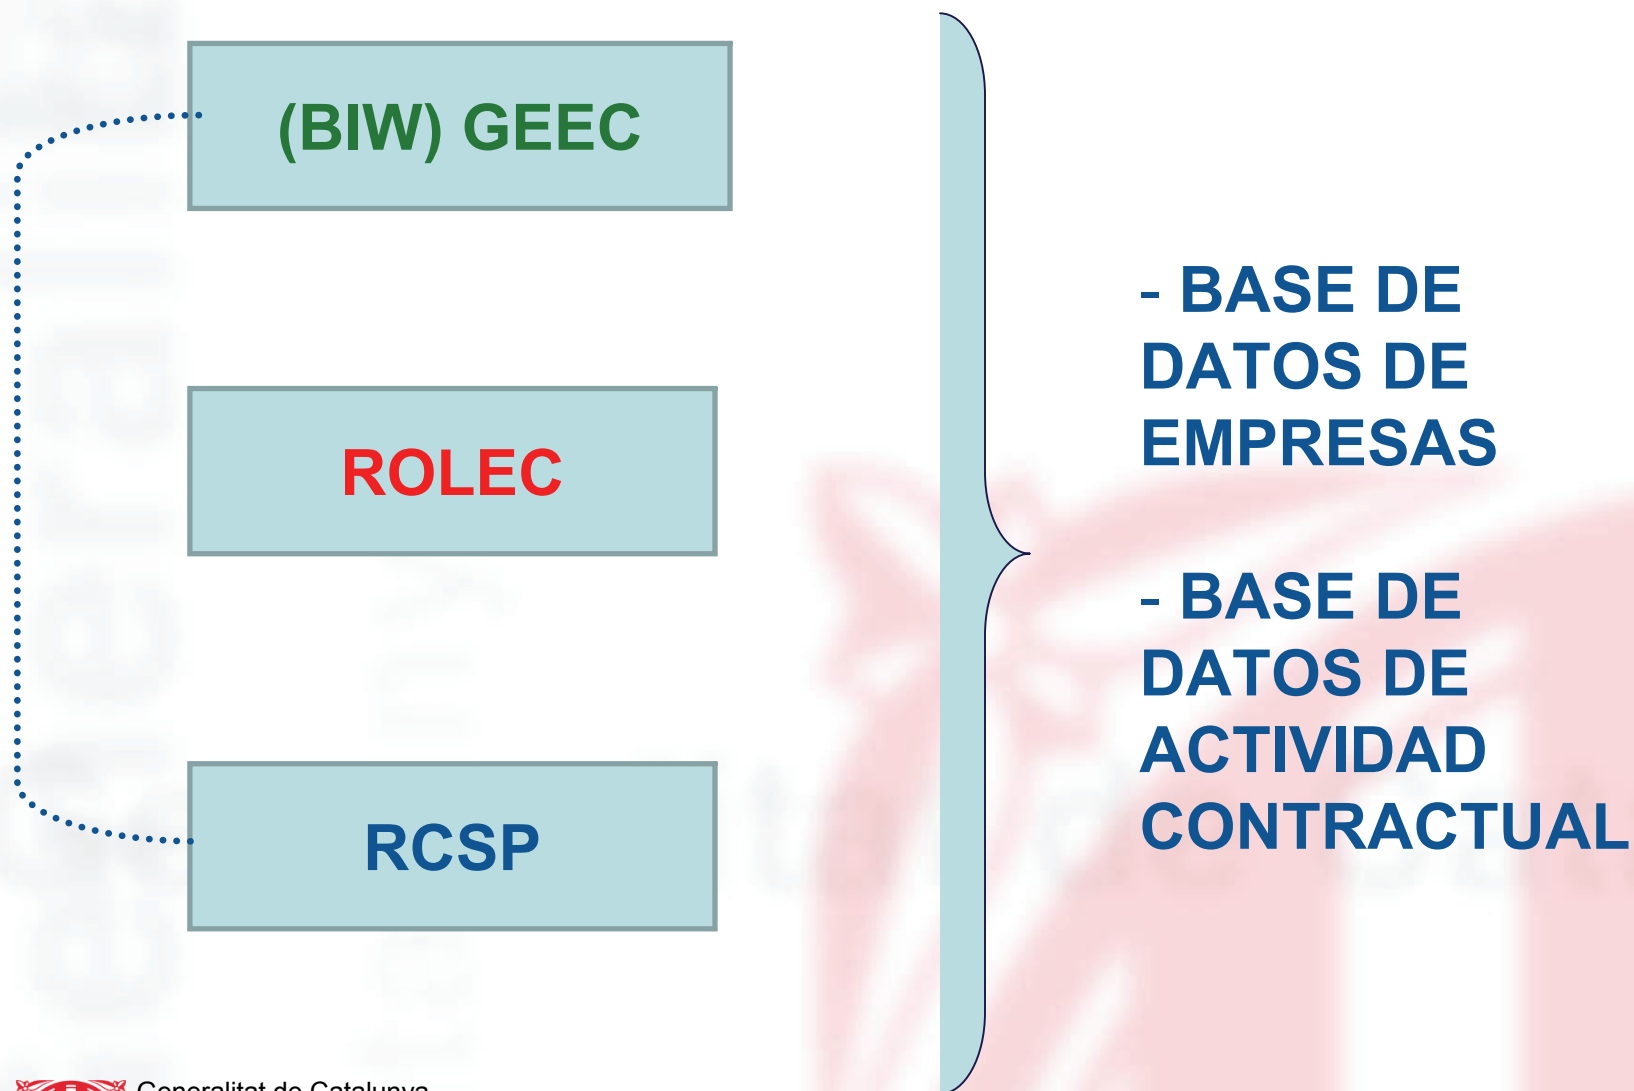 (BIW) GEEC
ROLEC
RCSP
- BASE DE
DATOS DE
EMPRESAS
- BASE DE
DATOS DE
ACTIVIDAD
CONTRACTUAL
Generalitat de Catalunya